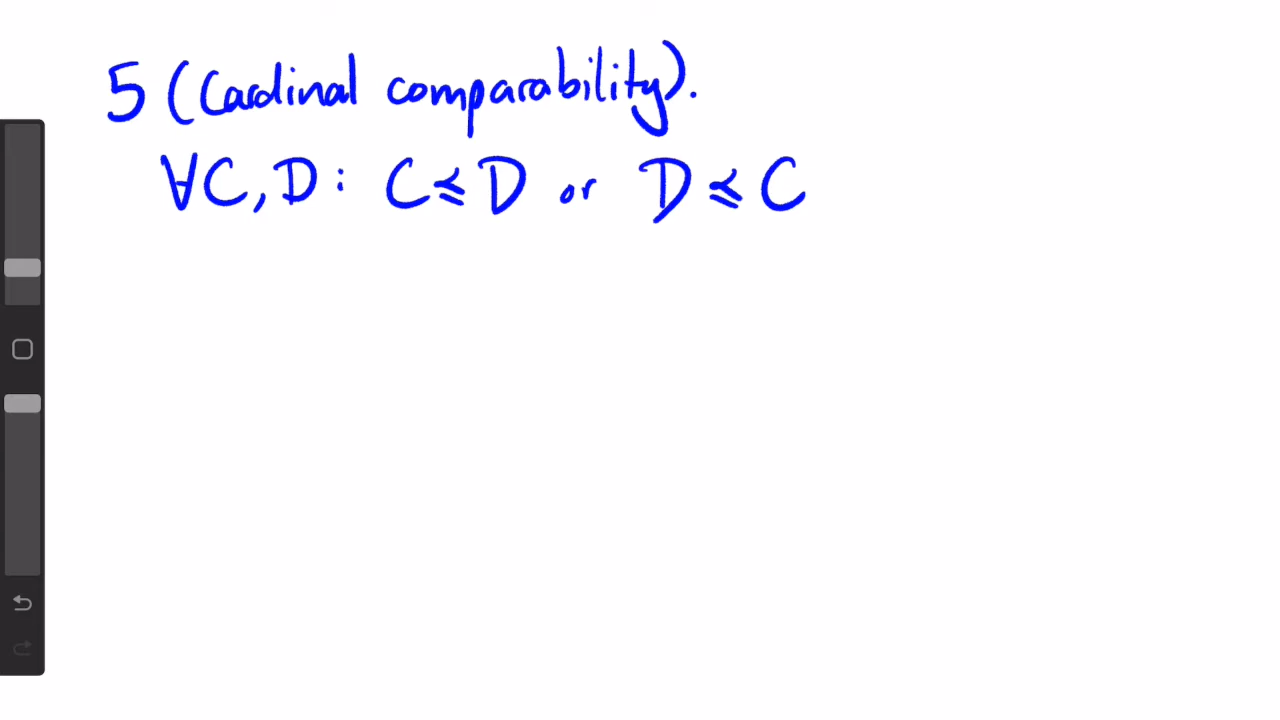 5 (Cardinal comparability).
∀C, D : C ≼ D or D ≼ C